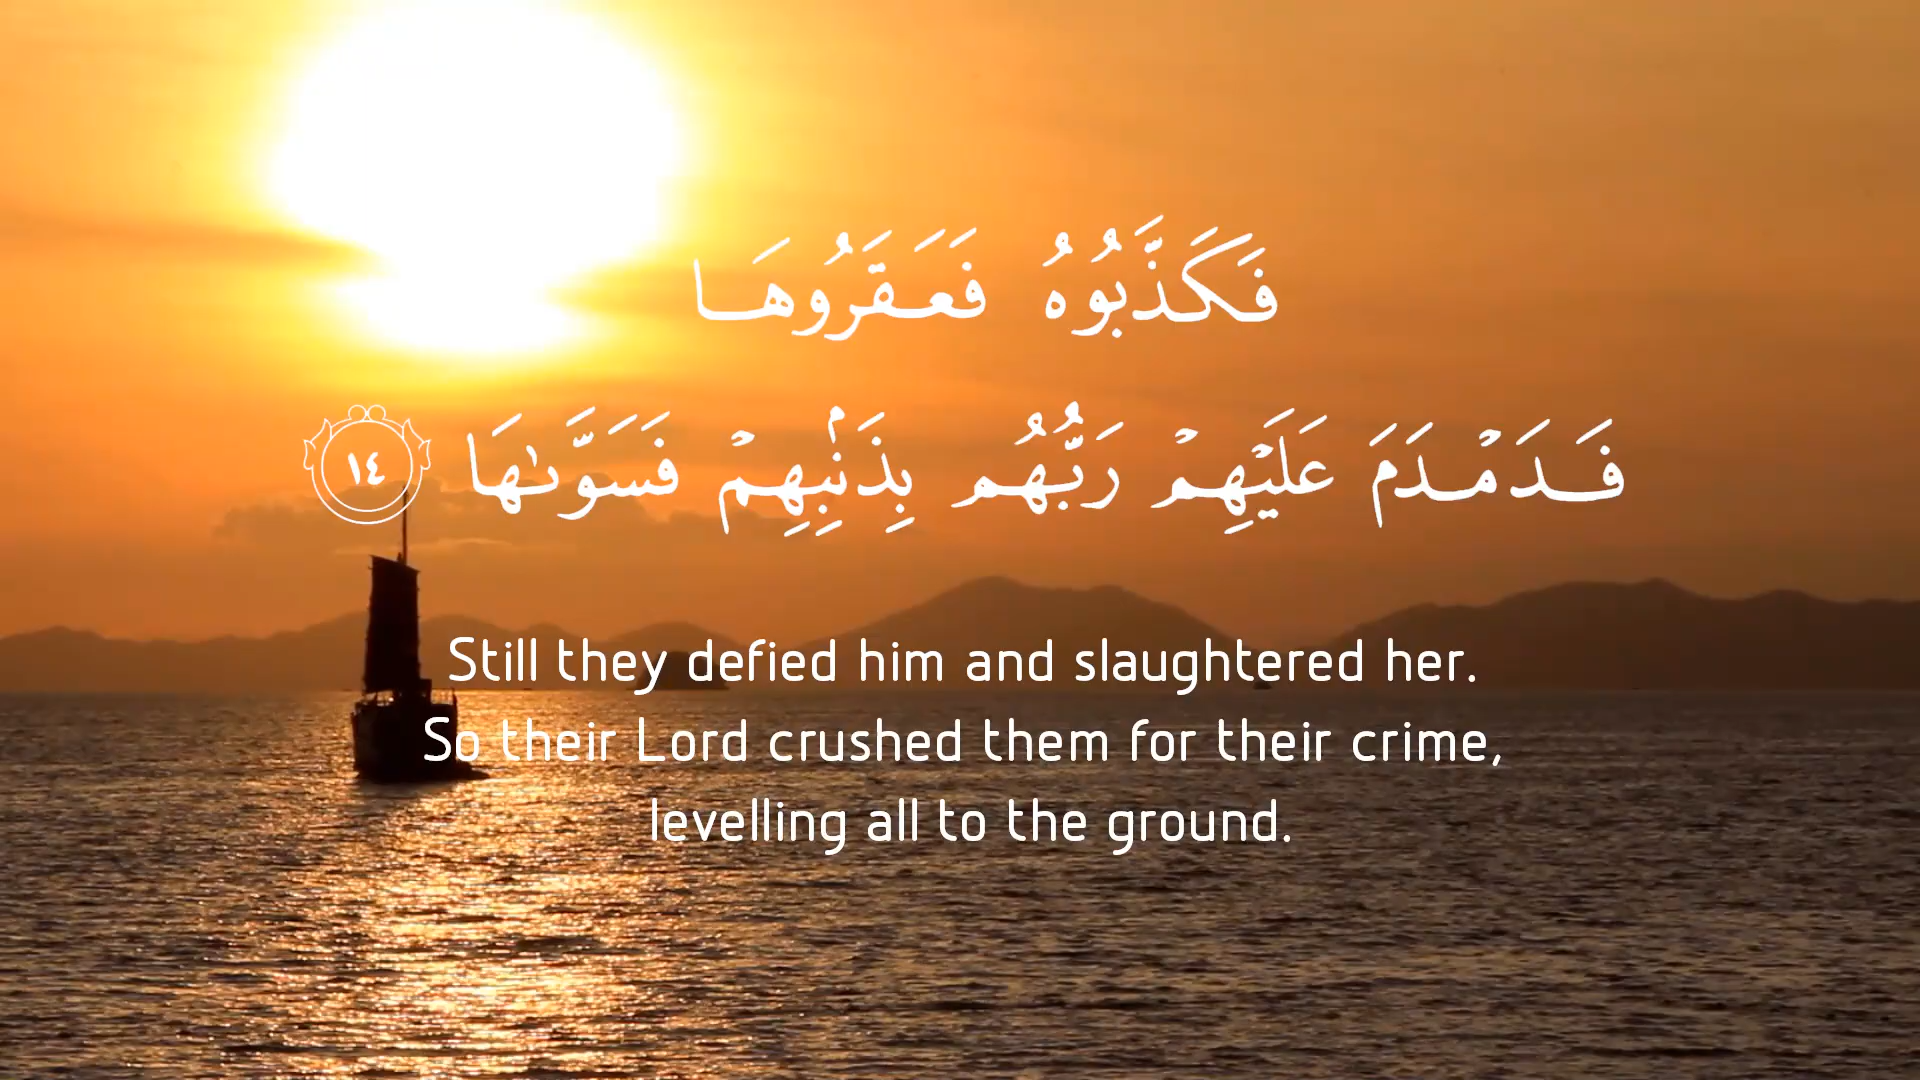 فَكَذَّبُوهُ فَعَقَرُوهَا
فَدَمْدَمَ عَلَيْهِمْ رَبُّهُم بِذَنۢبِهِمْ فَسَوَّىٰهَا ١٤
Still they defied him and slaughtered her.
So their Lord crushed them for their crime,
levelling all to the ground.